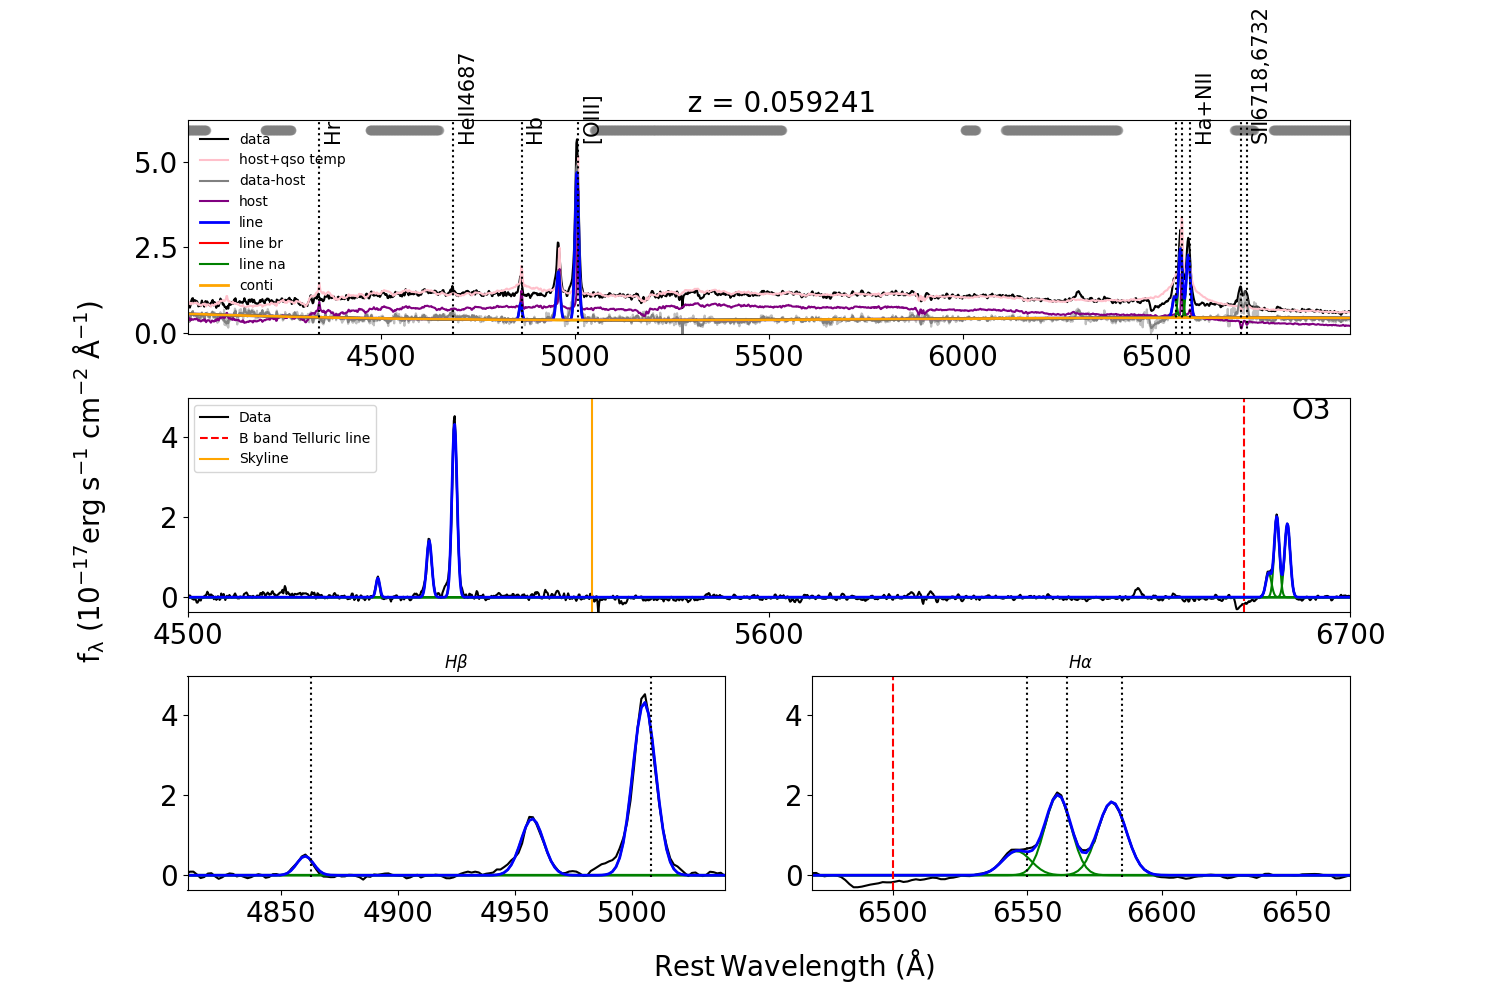 z = 0.059241
Hr
HeII4687
Hb
[OIII]
Ha+NII
SII6718,6732
data
host+qso temp
data-host
host
line
line br
line na
conti
5.0
2.5
0.0
4500 5000 5500 6000 6500
fλ (10⁻¹⁷erg s⁻¹ cm⁻² Å⁻¹)
O3
Data
B band Telluric line
Skyline
4
2
0
4500 5600 6700
Hβ
4
2
0
4850 4900 4950 5000
Hα
4
2
0
6500 6550 6600 6650
Rest Wavelength (Å)